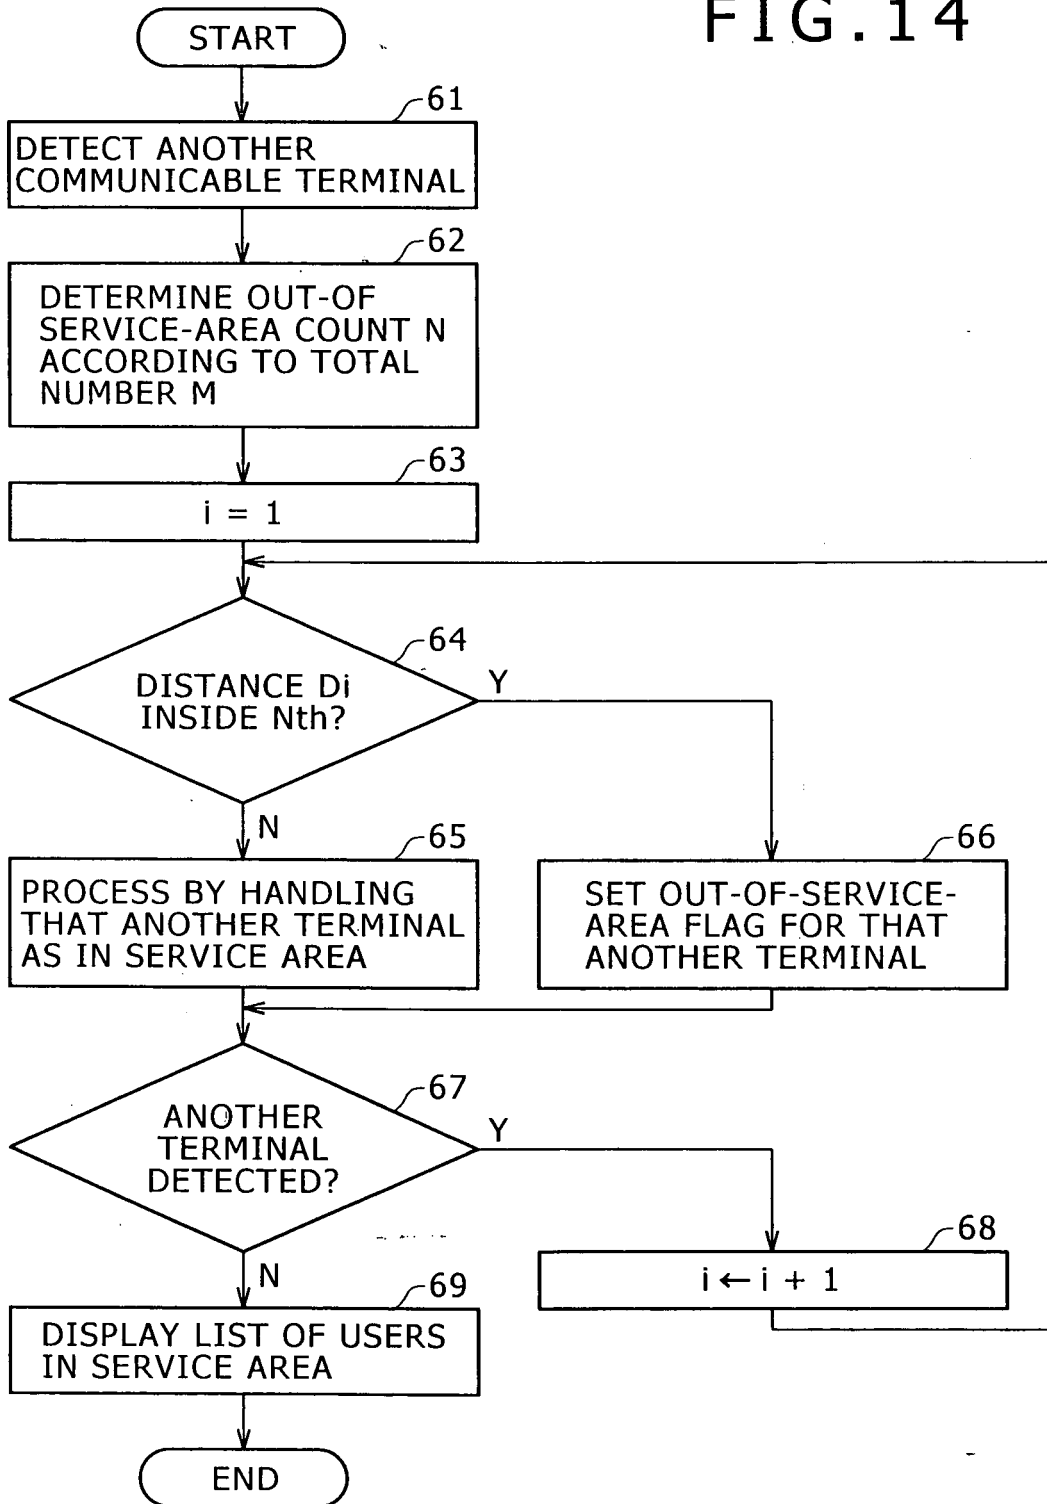 FIG.14
START
61
DETECT ANOTHER
COMMUNICABLE TERMINAL
62
DETERMINE OUT-OF
SERVICE-AREA COUNT N
ACCORDING TO TOTAL
NUMBER M
63
i = 1
64
DISTANCE Di
INSIDE Nth?
Y
N
65
PROCESS BY HANDLING
THAT ANOTHER TERMINAL
AS IN SERVICE AREA
66
SET OUT-OF-SERVICE-
AREA FLAG FOR THAT
ANOTHER TERMINAL
67
ANOTHER
TERMINAL
DETECTED?
Y
N
68
i ← i + 1
69
DISPLAY LIST OF USERS
IN SERVICE AREA
END